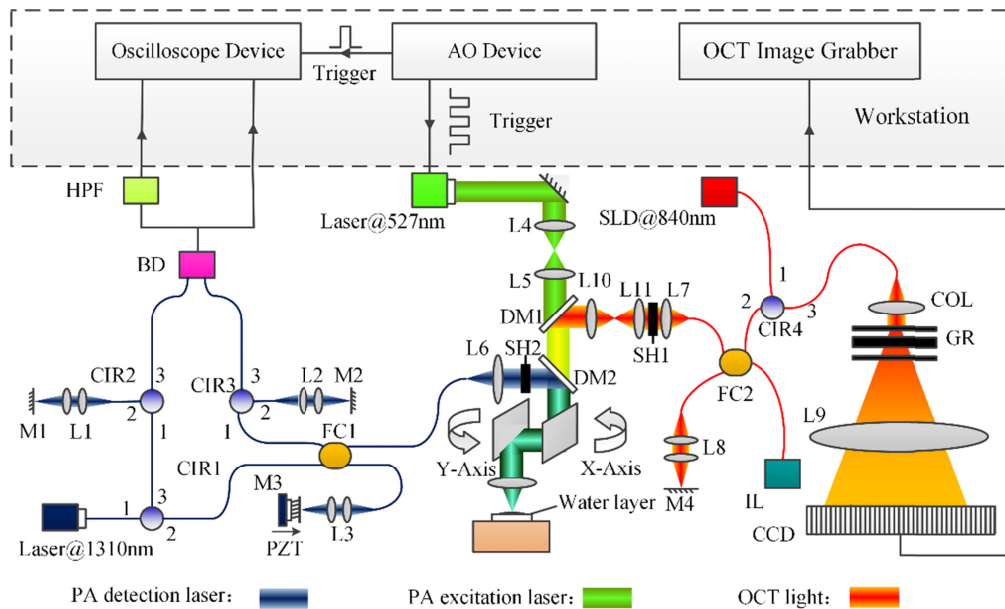 Oscilloscope Device
AO Device
OCT Image Grabber
Trigger
Trigger
Workstation
HPF
Laser@527nm
SLD@840nm
L4
BD
L5
L10
L11
L7
1
2
3
CIR4
COL
GR
DM1
SH1
SH2
L6
DM2
FC2
CIR2
3
2
1
CIR3
3
2
1
L2
M2
M1
L1
FC1
L9
Y-Axis
X-Axis
L8
M4
IL
CIR1
M3
L3
PZT
Water layer
CCD
1
3
2
Laser@1310nm
PA detection laser:
PA excitation laser:
OCT light: